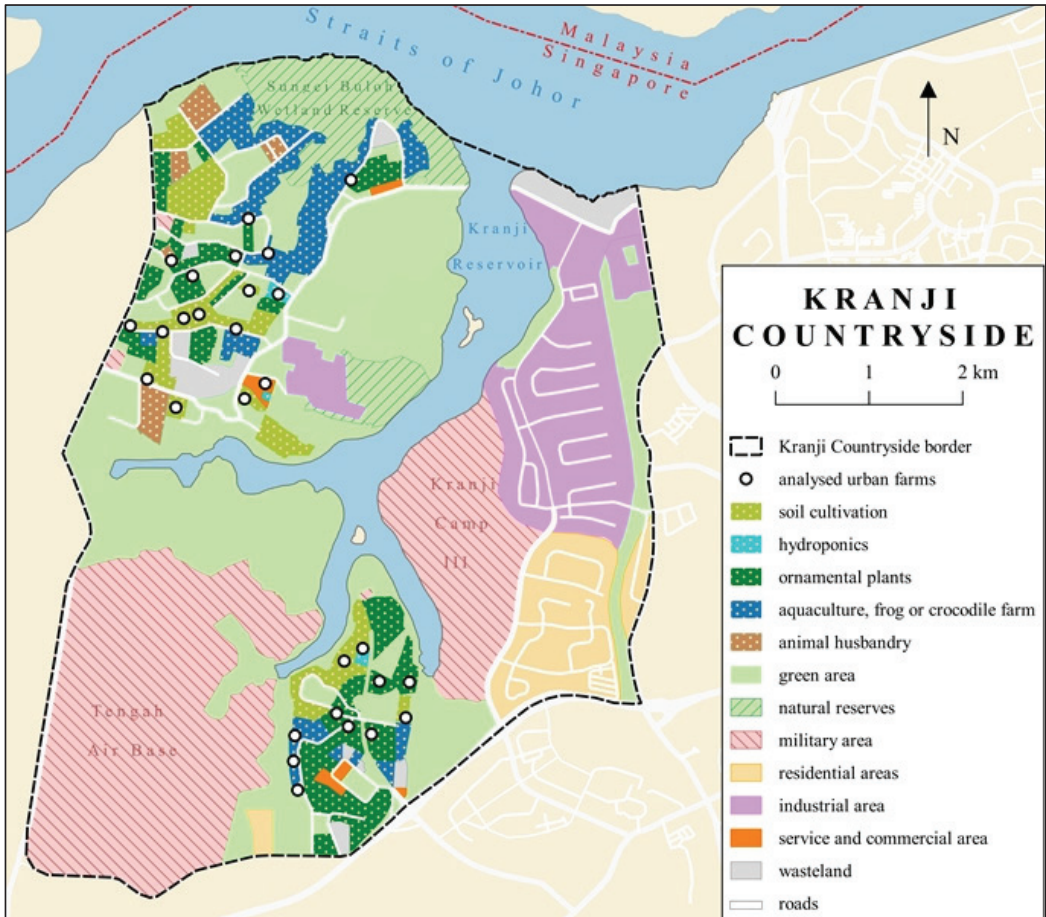 Malaysia
Singapore
Straits of Johor
Sungei Buloh
Wetland Reserve
N
Kranji
Reservoir
Kranji
Camp
III
Tengah
Air Base
KRANJI
COUNTRYSIDE
0 1 2 km
Kranji Countryside border
analysed urban farms
soil cultivation
hydroponics
ornamental plants
aquaculture, frog or crocodile farm
animal husbandry
green area
natural reserves
military area
residential areas
industrial area
service and commercial area
wasteland
roads